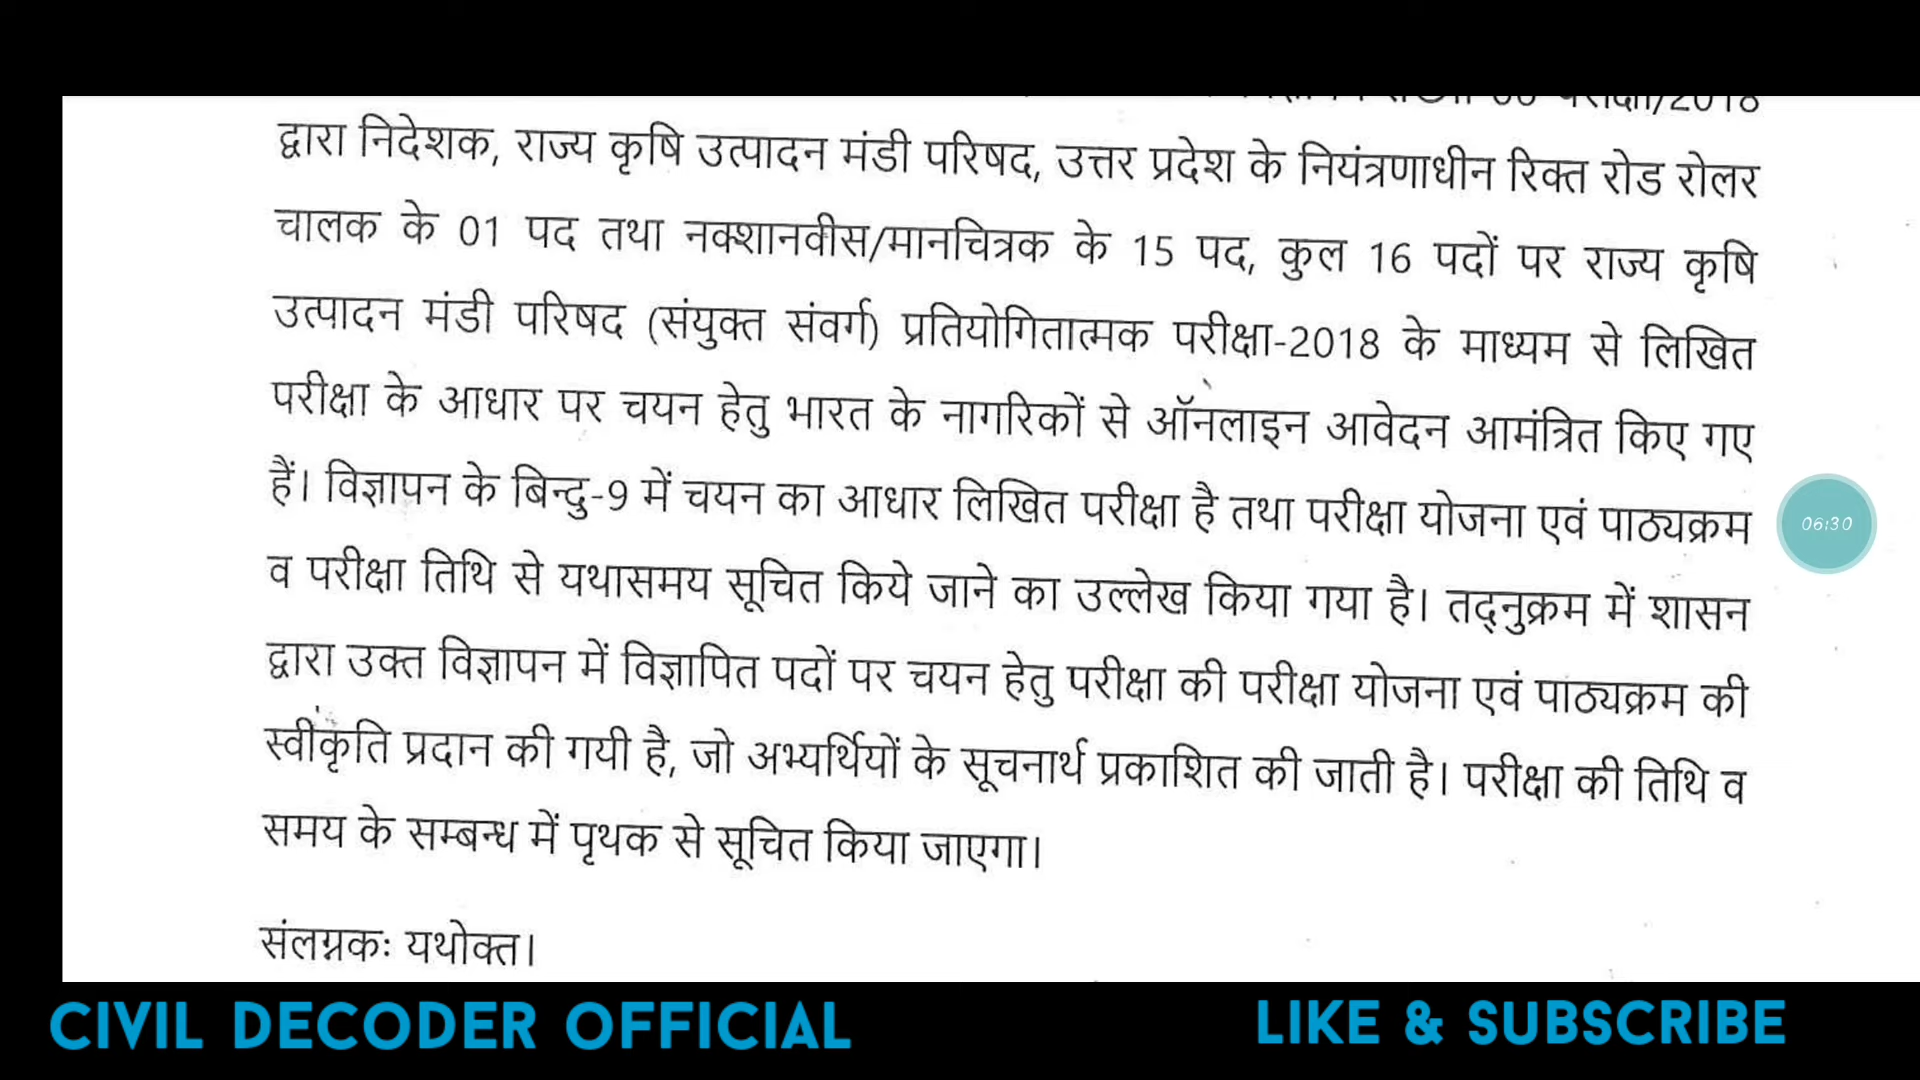 द्वारा निदेशक, राज्य कृषि उत्पादन मंडी परिषद, उत्तर प्रदेश के नियंत्रणाधीन रिक्त रोड रोलर
चालक के 01 पद तथा नक्शानवीस/मानचित्रक के 15 पद, कुल 16 पदों पर राज्य कृषि
उत्पादन मंडी परिषद (संयुक्त संवर्ग) प्रतियोगितात्मक परीक्षा-2018 के माध्यम से लिखित
परीक्षा के आधार पर चयन हेतु भारत के नागरिकों से ऑनलाइन आवेदन आमंत्रित किए गए
हैं। विज्ञापन के बिन्दु-9 में चयन का आधार लिखित परीक्षा है तथा परीक्षा योजना एवं पाठ्यक्रम
व परीक्षा तिथि से यथासमय सूचित किये जाने का उल्लेख किया गया है। तद्‌नुक्रम में शासन
द्वारा उक्त विज्ञापन में विज्ञापित पदों पर चयन हेतु परीक्षा की परीक्षा योजना एवं पाठ्यक्रम की
स्वीकृति प्रदान की गयी है, जो अभ्यर्थियों के सूचनार्थ प्रकाशित की जाती है। परीक्षा की तिथि व
समय के सम्बन्ध में पृथक से सूचित किया जाएगा।
संलग्नकः यथोक्त।
06:30
CIVIL DECODER OFFICIAL
LIKE & SUBSCRIBE